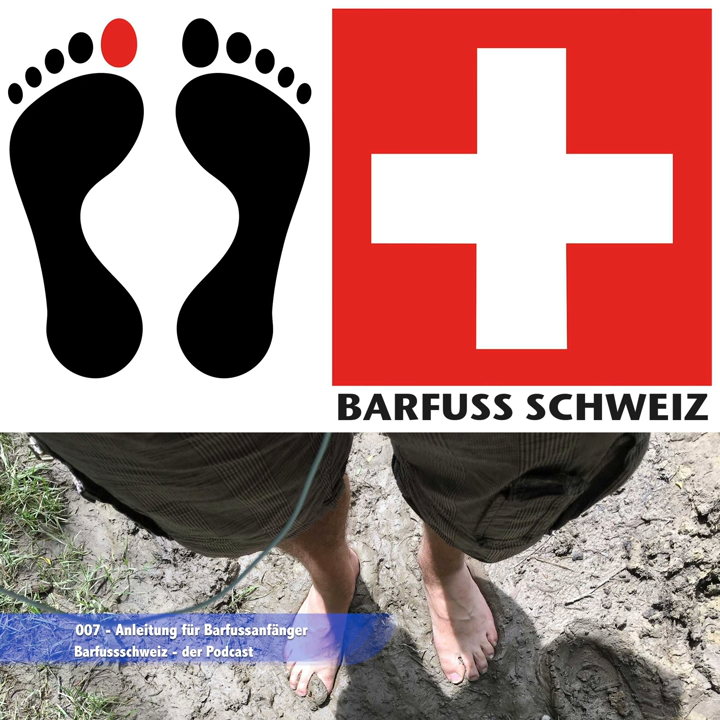 BARFUSS SCHWEIZ
007 - Anleitung für Barfussanfänger
Barfussschweiz - der Podcast